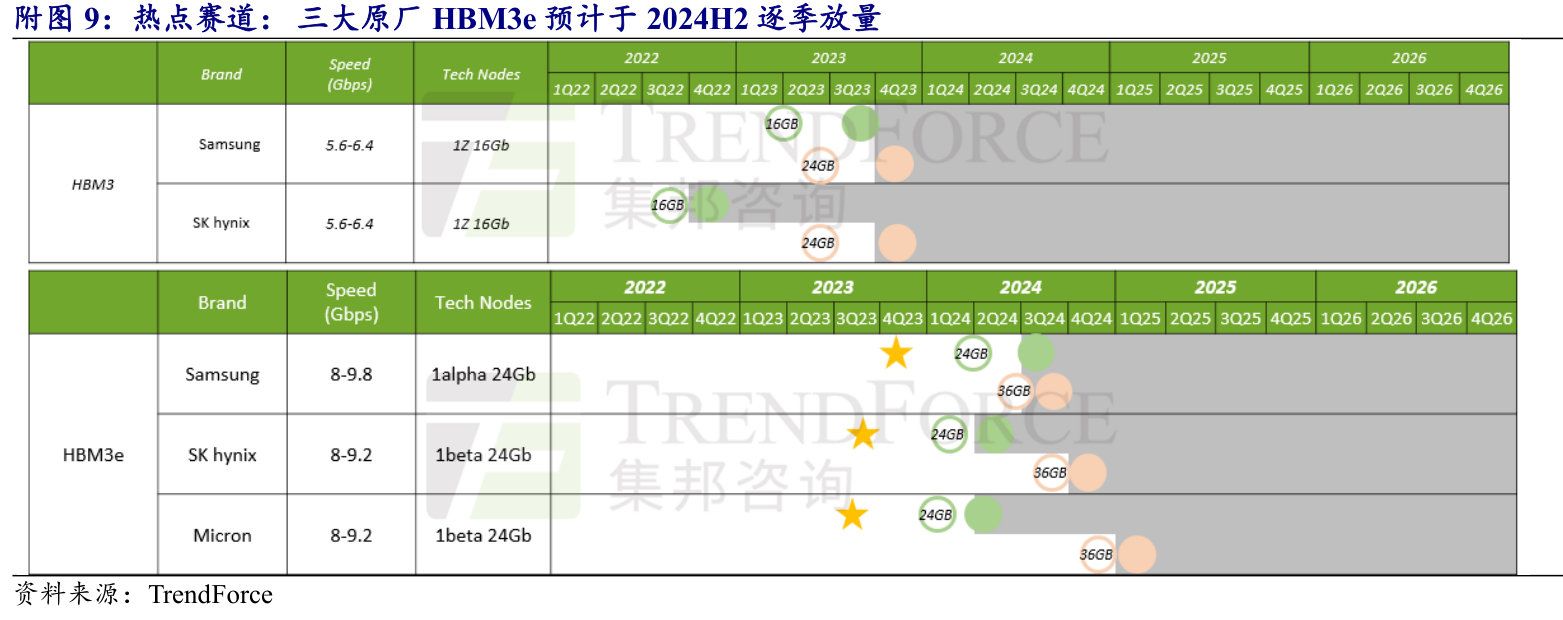 附图 9：热点赛道： 三大原厂 HBM3e 预计于 2024H2 逐季放量
Brand Speed (Gbps) Tech Nodes 2022 2023 2024 2025 2026
1Q22 2Q22 3Q22 4Q22 1Q23 2Q23 3Q23 4Q23 1Q24 2Q24 3Q24 4Q24 1Q25 2Q25 3Q25 4Q25 1Q26 2Q26 3Q26 4Q26
HBM3
Samsung 5.6-6.4 1Z 16Gb
16GB
24GB
SK hynix 5.6-6.4 1Z 16Gb
16GB
24GB
TRENDFORCE
集邦咨询
Brand Speed (Gbps) Tech Nodes 2022 2023 2024 2025 2026
1Q22 2Q22 3Q22 4Q22 1Q23 2Q23 3Q23 4Q23 1Q24 2Q24 3Q24 4Q24 1Q25 2Q25 3Q25 4Q25 1Q26 2Q26 3Q26 4Q26
HBM3e
Samsung 8-9.8 1alpha 24Gb
24GB
36GB
SK hynix 8-9.2 1beta 24Gb
24GB
36GB
Micron 8-9.2 1beta 24Gb
24GB
36GB
TRENDFORCE
集邦咨询
资料来源：TrendForce